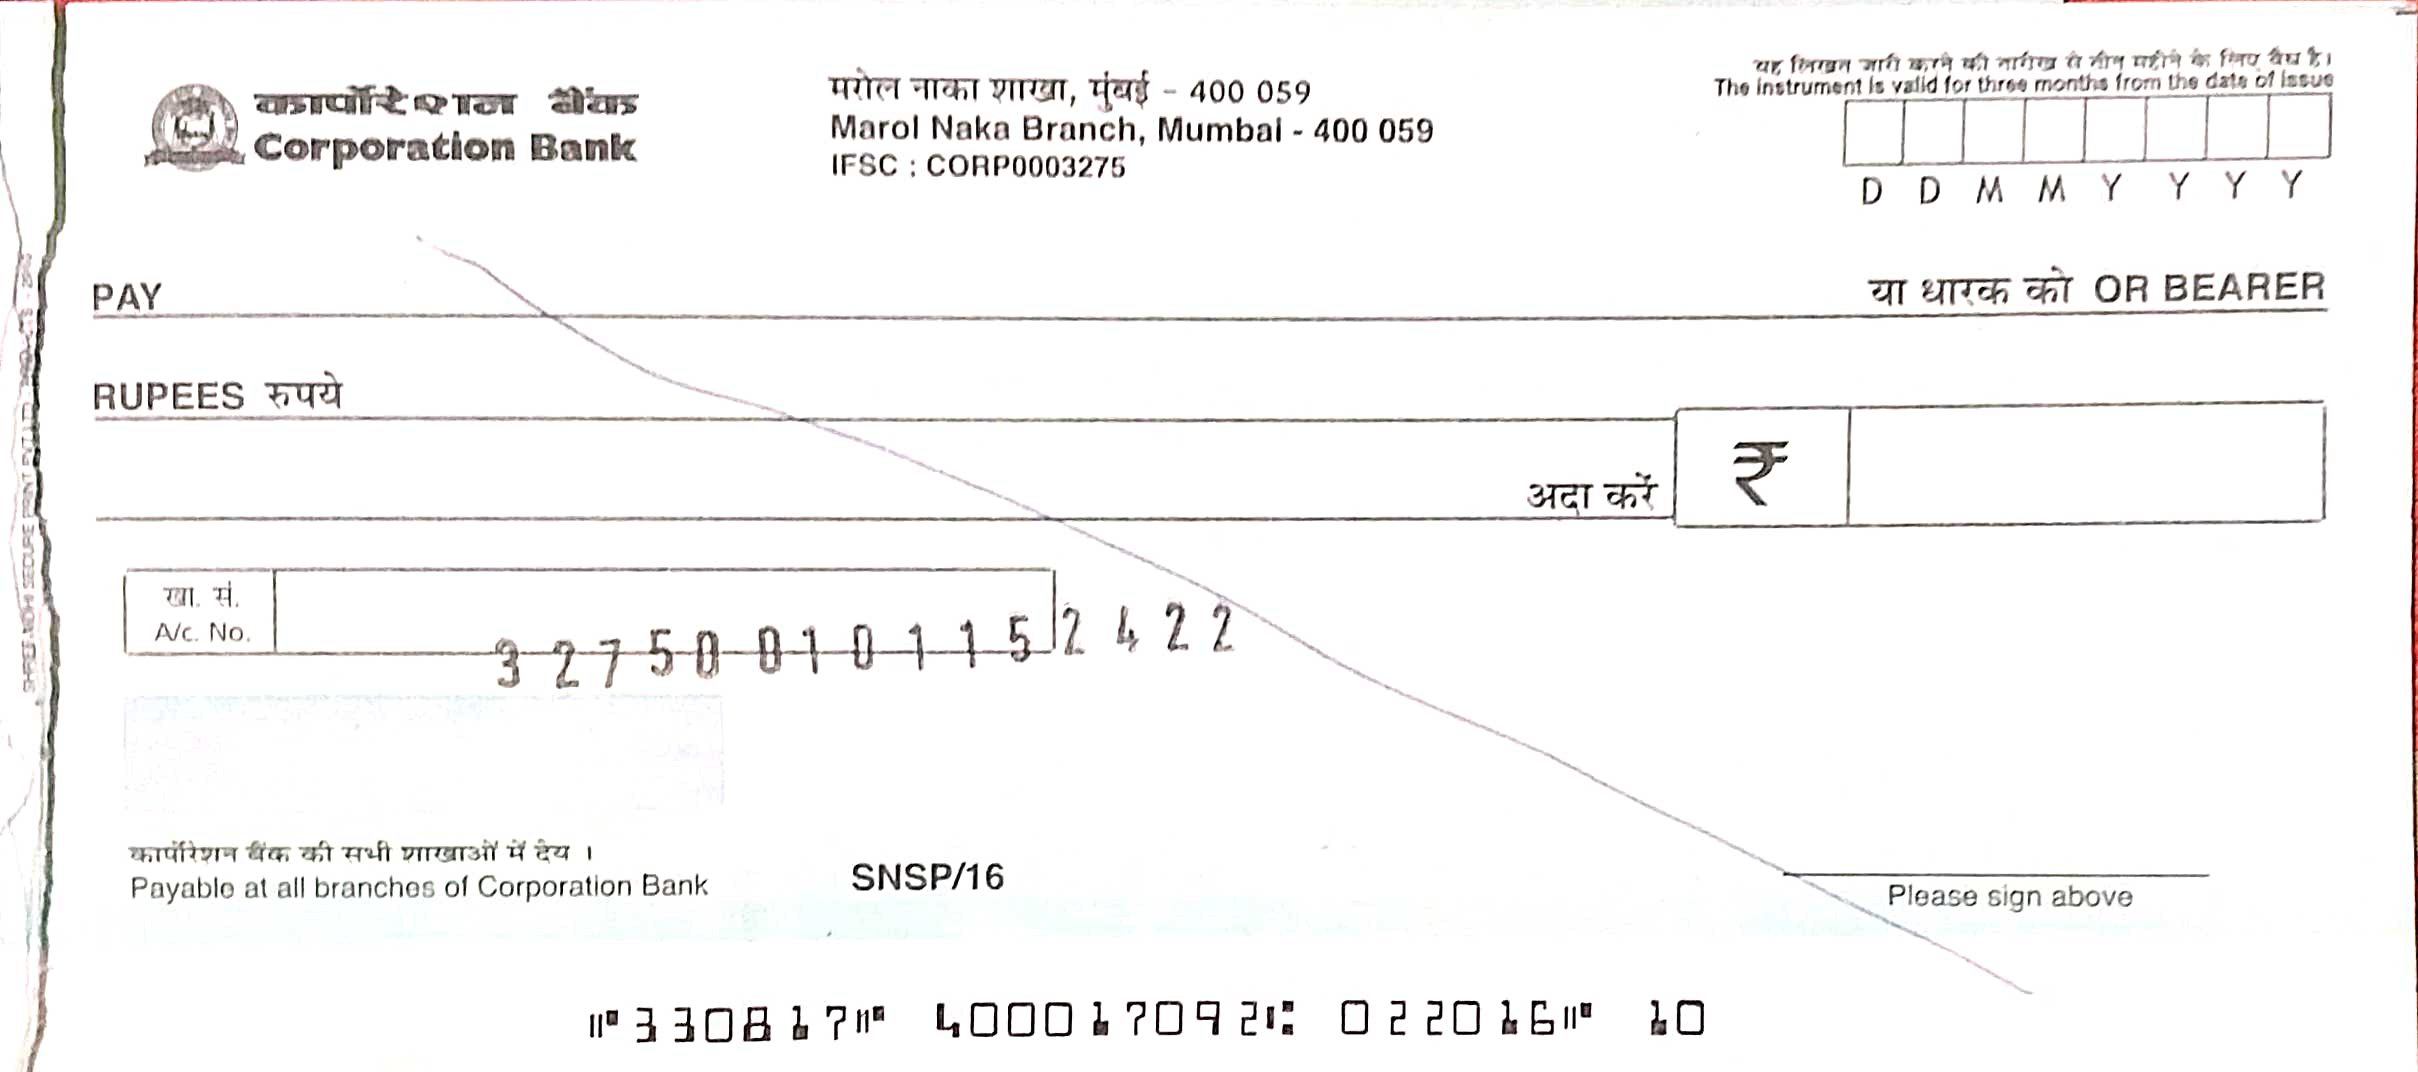 कार्पोरेशन बैंक
Corporation Bank
मरोल नाका शाखा, मुंबई - 400 059
Marol Naka Branch, Mumbai - 400 059
IFSC : CORP0003275
यह लिखत जारी करने की तारीख से तीन महीने के लिए वैध है।
The instrument is valid for three months from the date of issue
D D M M Y Y Y Y
PAY
या धारक को OR BEARER
RUPEES रुपये
अदा करें ₹
खा. सं.
A/c. No.
327500101152422
कार्पोरेशन बैंक की सभी शाखाओं में देय ।
Payable at all branches of Corporation Bank
SNSP/16
Please sign above
⑈330817⑈ 400017092⑆ 022016⑈ 10